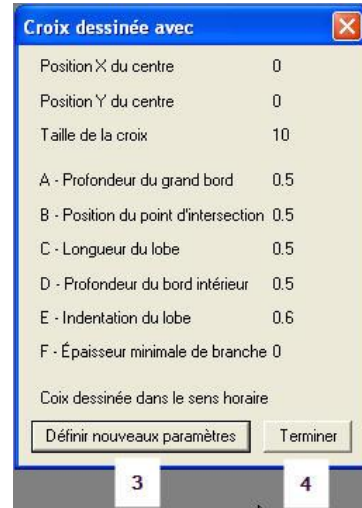 Croix dessinée avec
Position X du centre 0
Position Y du centre 0
Taille de la croix 10
A - Profondeur du grand bord 0.5
B - Position du point d'intersection 0.5
C - Longueur du lobe 0.5
D - Profondeur du bord intérieur 0.5
E - Indentation du lobe 0.6
F - Épaisseur minimale de branche 0
Coix dessinée dans le sens horaire
Définir nouveaux paramètres Terminer
3 4